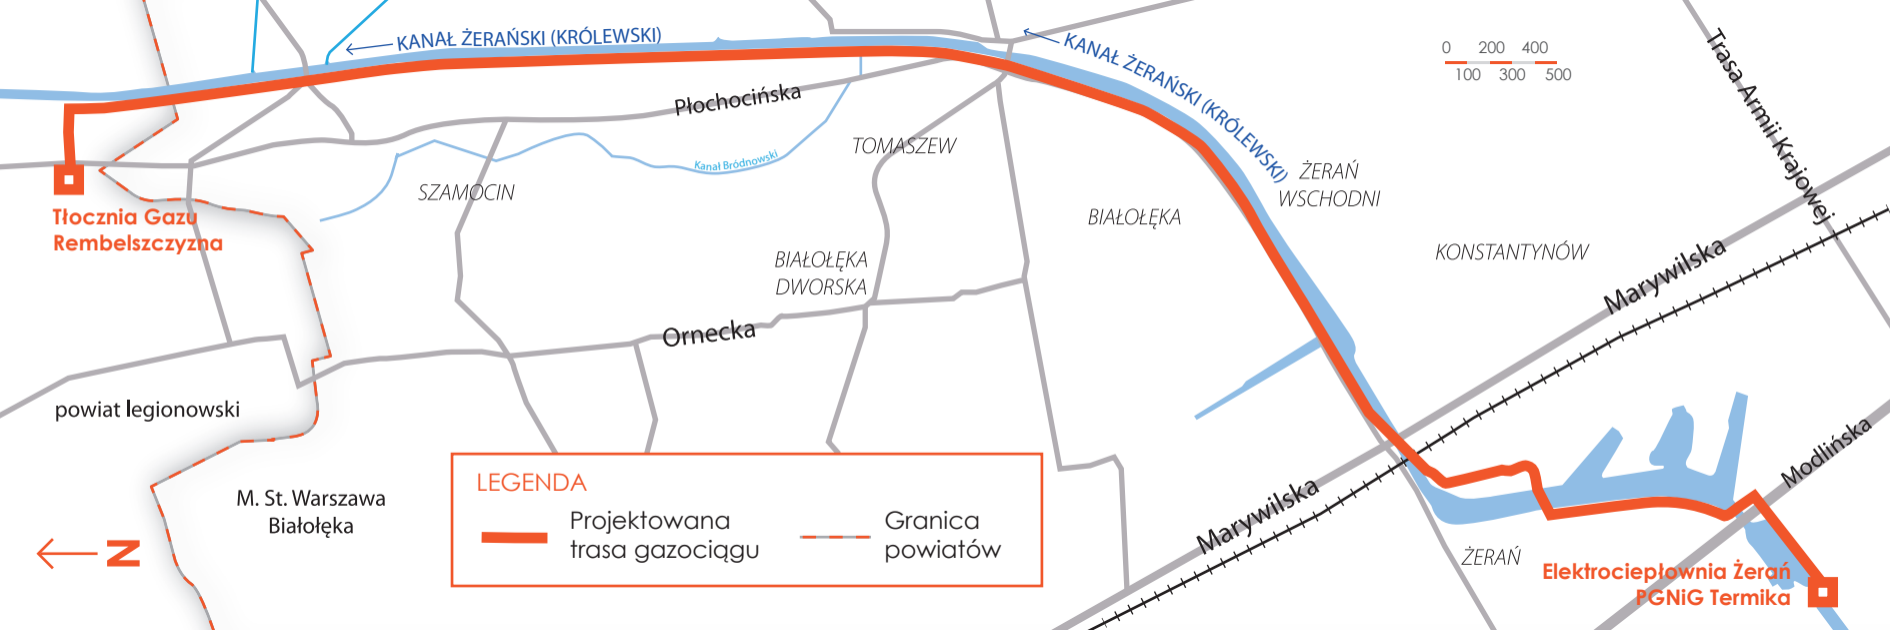 KANAŁ ŻERAŃSKI (KRÓLEWSKI)
KANAŁ ŻERAŃSKI (KRÓLEWSKI)
0 200 400
100 300 500
Trasa Armii Krajowej
Płochocińska
TOMASZEW
Kanał Bródnowski
SZAMOCIN
ŻERAŃ
WSCHODNI
BIAŁOŁĘKA
Tłocznia Gazu
Rembelszczyzna
BIAŁOŁĘKA
DWORSKA
KONSTANTYNÓW
Marywilska
Ornecka
powiat legionowski
M. St. Warszawa
Białołęka
N
LEGENDA
Projektowana
trasa gazociągu
Granica
powiatów
Marywilska
Modlińska
ŻERAŃ
Elektrociepłownia Żerań
PGNiG Termika